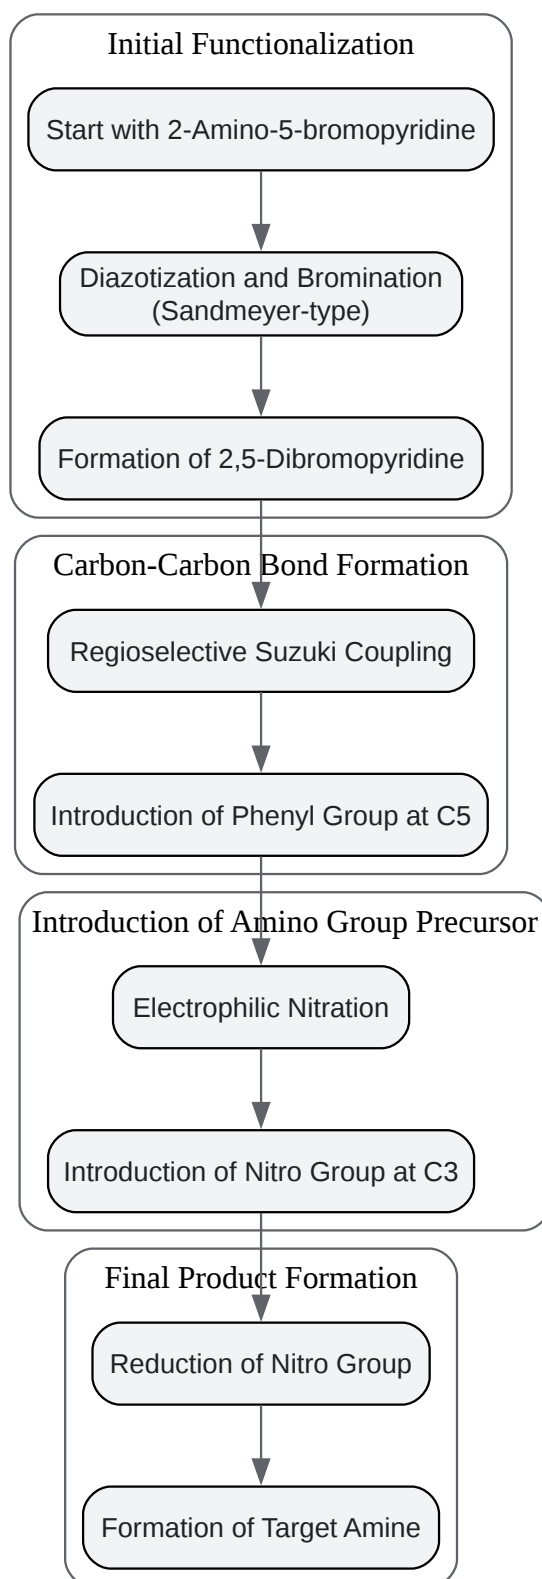 Initial Functionalization
Start with 2-Amino-5-bromopyridine
Diazotization and Bromination
(Sandmeyer-type)
Formation of 2,5-Dibromopyridine
Carbon-Carbon Bond Formation
Regioselective Suzuki Coupling
Introduction of Phenyl Group at C5
Introduction of Amino Group Precursor
Electrophilic Nitration
Introduction of Nitro Group at C3
Final Product Formation
Reduction of Nitro Group
Formation of Target Amine